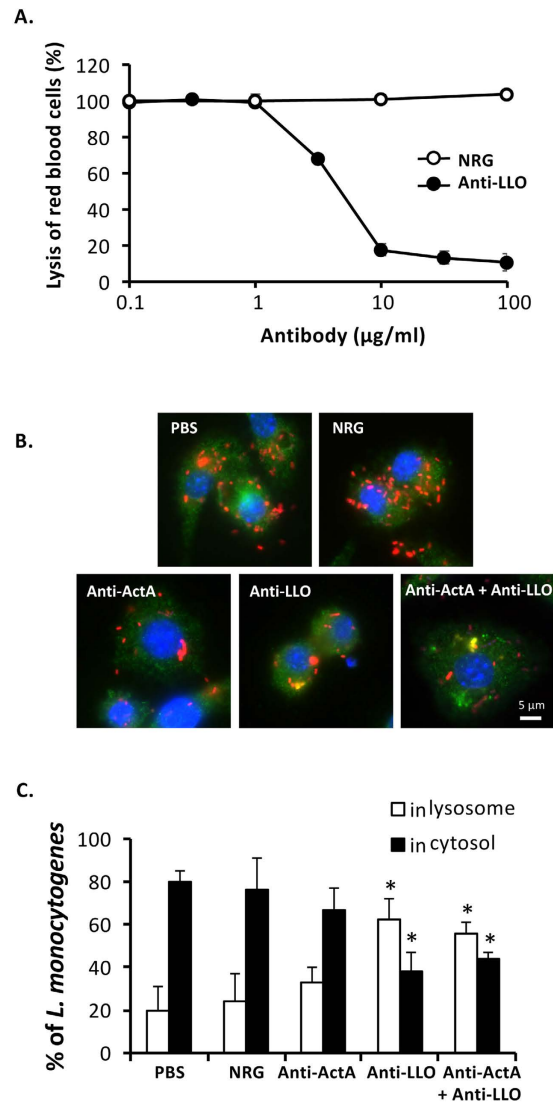 A.
Lysis of red blood cells (%)
120
100
80
60
40
20
0
NRG
Anti-LLO
0.1 1 10 100
Antibody (µg/ml)
B.
PBS NRG
Anti-ActA Anti-LLO Anti-ActA + Anti-LLO
5 µm
C.
in lysosome
in cytosol
% of L. monocytogenes
100
80
60
40
20
0
* * * *
PBS NRG Anti-ActA Anti-LLO Anti-ActA
+ Anti-LLO